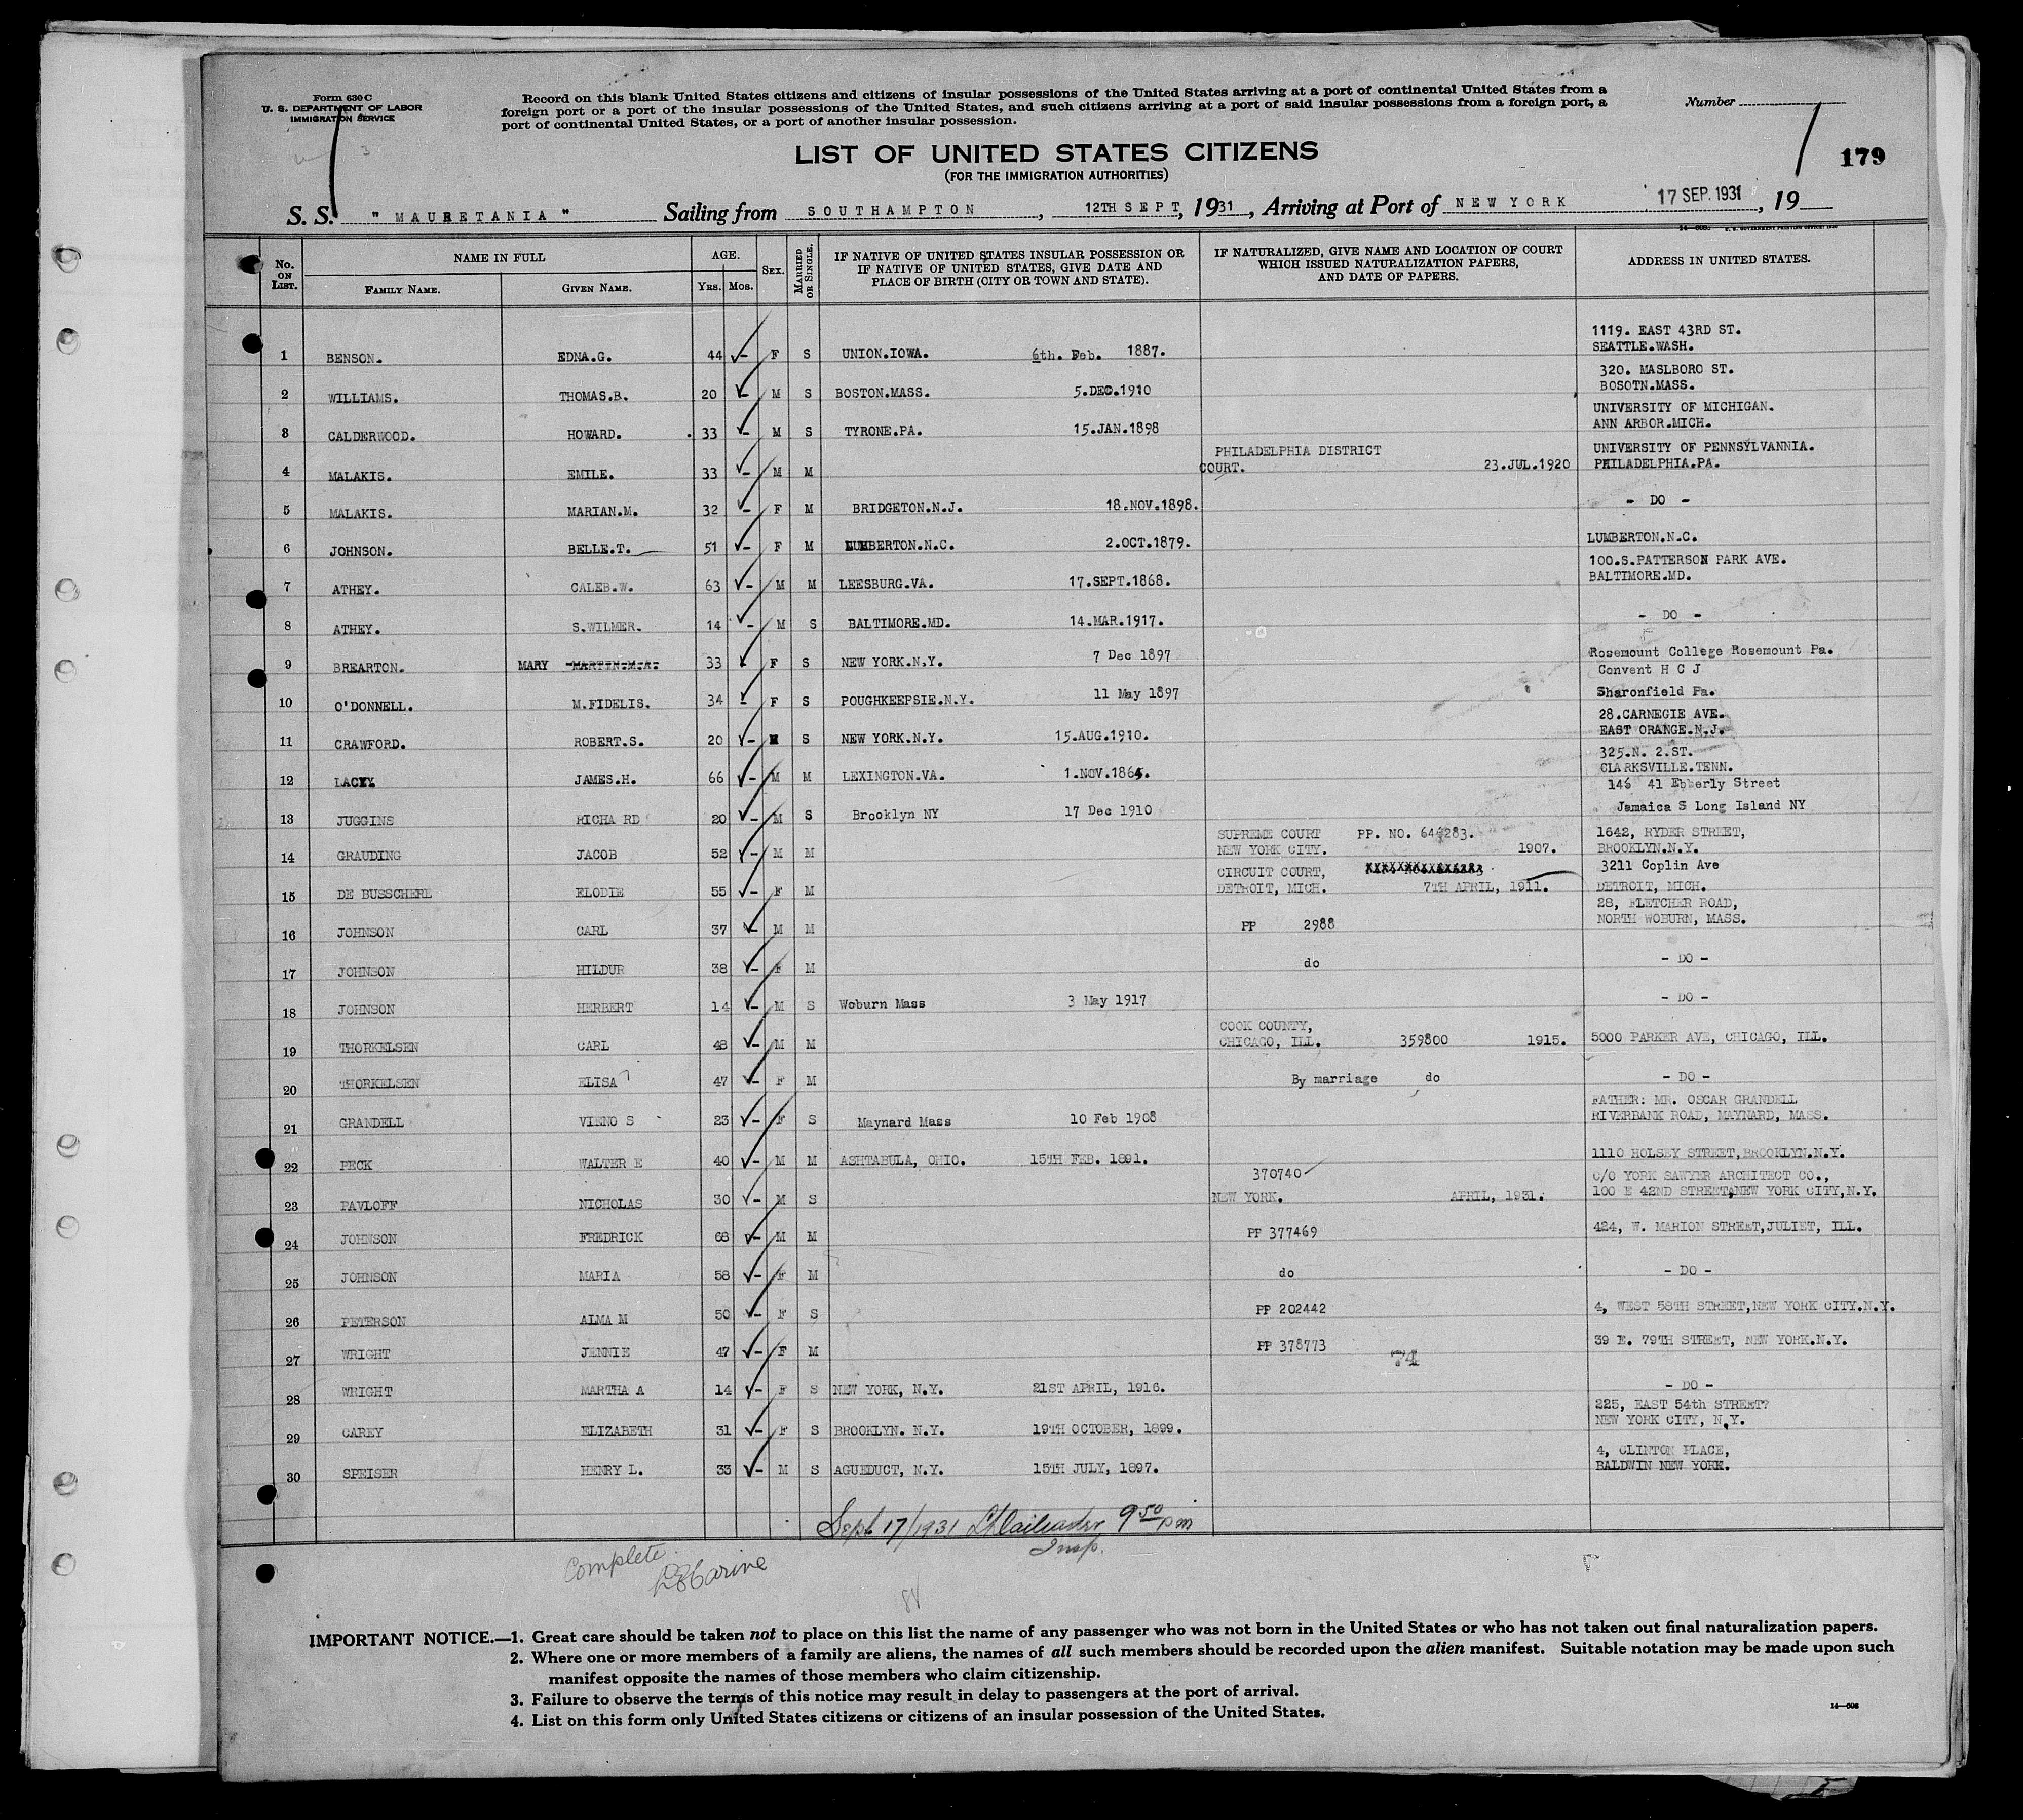 Form 630 C
U. S. DEPARTMENT OF LABOR
IMMIGRATION SERVICE
Record on this blank United States citizens and citizens of insular possessions of the United States arriving at a port of continental United States from a
foreign port or a port of the insular possessions of the United States, and such citizens arriving at a port of said insular possessions from a foreign port, a
port of continental United States, or a port of another insular possession.
Number
179
LIST OF UNITED STATES CITIZENS
(FOR THE IMMIGRATION AUTHORITIES)
S. S. "MAURETANIA" Sailing from SOUTHAMPTON, 12TH SEPT, 1931, Arriving at Port of NEW YORK 17 SEP. 1931, 19
No. ON LIST. NAME IN FULL FAMILY NAME. GIVEN NAME. AGE. YRS. MOS. SEX. MARRIED OR SINGLE. IF NATIVE OF UNITED STATES INSULAR POSSESSION OR IF NATIVE OF UNITED STATES, GIVE DATE AND PLACE OF BIRTH (CITY OR TOWN AND STATE). IF NATURALIZED, GIVE NAME AND LOCATION OF COURT WHICH ISSUED NATURALIZATION PAPERS, AND DATE OF PAPERS. ADDRESS IN UNITED STATES.
1 BENSON. EDNA.G. 44 F S UNION.IOWA. 6th. Feb. 1887. 1119. EAST 43RD ST. SEATTLE.WASH.
2 WILLIAMS. THOMAS.B. 20 M S BOSTON.MASS. 5.DEC.1910 320. MASLBORO ST. BOSOTN.MASS.
3 CALDERWOOD. HOWARD. 33 M S TYRONE.PA. 15.JAN.1898 UNIVERSITY OF MICHIGAN. ANN ARBOR.MICH.
4 MALAKIS. EMILE. 33 M M PHILADELPHIA DISTRICT COURT. 23.JUL.1920 UNIVERSITY OF PENNSYLVANNIA. PHILADELPHIA.PA.
5 MALAKIS. MARIAN.M. 32 F M BRIDGETON.N.J. 18.NOV.1898. - DO -
6 JOHNSON. BELLE.T. 51 F M LUMBERTON.N.C. 2.OCT.1879. LUMBERTON.N.C.
7 ATHEY. CALEB.W. 63 M M LEESBURG.VA. 17.SEPT.1868. 100.S.PATTERSON PARK AVE. BALTIMORE.MD.
8 ATHEY. S.WILMER. 14 M S BALTIMORE.MD. 14.MAR.1917. - DO -
9 BREARTON. MARY MARTIN.M.A. 33 F S NEW YORK.N.Y. 7 Dec 1897 Rosemount College Rosemount Pa.
10 O'DONNELL. M.FIDELIS. 34 F S POUGHKEEPSIE.N.Y. 11 May 1897 Convent H C J Sharonfield Pa.
11 CRAWFORD. ROBERT.S. 20 M S NEW YORK.N.Y. 15.AUG.1910. 28.CARNEGIE AVE. EAST ORANGE.N.J.
12 LACKY. JAMES.H. 66 M M LEXINGTON.VA. 1.NOV.1864. 325.N. 2.ST. CLARKSVILLE.TENN.
13 JUGGINS RICHA RD 20 M S Brooklyn NY 17 Dec 1910 146 41 Ebberly Street Jamaica S Long Island NY
14 GRAUDING JACOB 52 M M SUPREME COURT PP. NO. 644283. NEW YORK CITY. 1907. 1642, RYDER STREET, BROOKLYN.N.Y.
15 DE BUSSCHERE ELODIE 55 F M CIRCUIT COURT, DETROIT, MICH. 7TH APRIL, 1911. 3211 Coplin Ave DETROIT, MICH.
16 JOHNSON CARL 37 M M PP 2988 28, FLETCHER ROAD, NORTH WOBURN, MASS.
17 JOHNSON HILDUR 38 F M do - DO -
18 JOHNSON HERBERT 14 M S Woburn Mass 3 May 1917 - DO -
19 THORKELSEN CARL 48 M M COOK COUNTY, CHICAGO, ILL. 359800 1915. 5000 PARKER AVE, CHICAGO, ILL.
20 THORKELSEN ELISA 47 F M By marriage do - DO -
21 GRANDELL VIENO S 23 F S Maynard Mass 10 Feb 1908 FATHER: MR. OSCAR GRANDELL RIVERBANK ROAD, MAYNARD, MASS.
22 PECK WALTER E 40 M M ASHTABULA, OHIO. 15TH FEB. 1891. 1110 HOLSEY STREET, BROOKLYN.N.Y.
23 PAVLOFF NICHOLAS 30 M S 370740 NEW YORK. APRIL, 1931. C/O YORK SAWYER ARCHITECT CO., 100 E 42ND STREET, NEW YORK CITY, N.Y.
24 JOHNSON FREDRICK 68 M M PP 377469 424, W. MARION STREET, JULIET, ILL.
25 JOHNSON MARIA 58 F M do - DO -
26 PETERSON ALMA M 50 F S PP 202442 4, WEST 58TH STREET, NEW YORK CITY.N.Y.
27 WRIGHT JENNIE 47 F M PP 378773 74 39 E. 79TH STREET, NEW YORK.N.Y.
28 WRIGHT MARTHA A 14 F S NEW YORK, N.Y. 21ST APRIL, 1916. - DO -
29 CAREY ELIZABETH 31 F S BROOKLYN. N.Y. 19TH OCTOBER, 1899. 225, EAST 54th STREET? NEW YORK CITY, N.Y.
30 SPEISER HENRY L. 33 M S AGUEDUCT, N.Y. 15TH JULY, 1897. 4, CLINTON PLACE, BALDWIN NEW YORK.
Sept 17/1931 9 50 pm
Insp.
Complete.
84
IMPORTANT NOTICE.—1. Great care should be taken not to place on this list the name of any passenger who was not born in the United States or who has not taken out final naturalization papers.
2. Where one or more members of a family are aliens, the names of all such members should be recorded upon the alien manifest. Suitable notation may be made upon such
manifest opposite the names of those members who claim citizenship.
3. Failure to observe the terms of this notice may result in delay to passengers at the port of arrival.
4. List on this form only United States citizens or citizens of an insular possession of the United States.